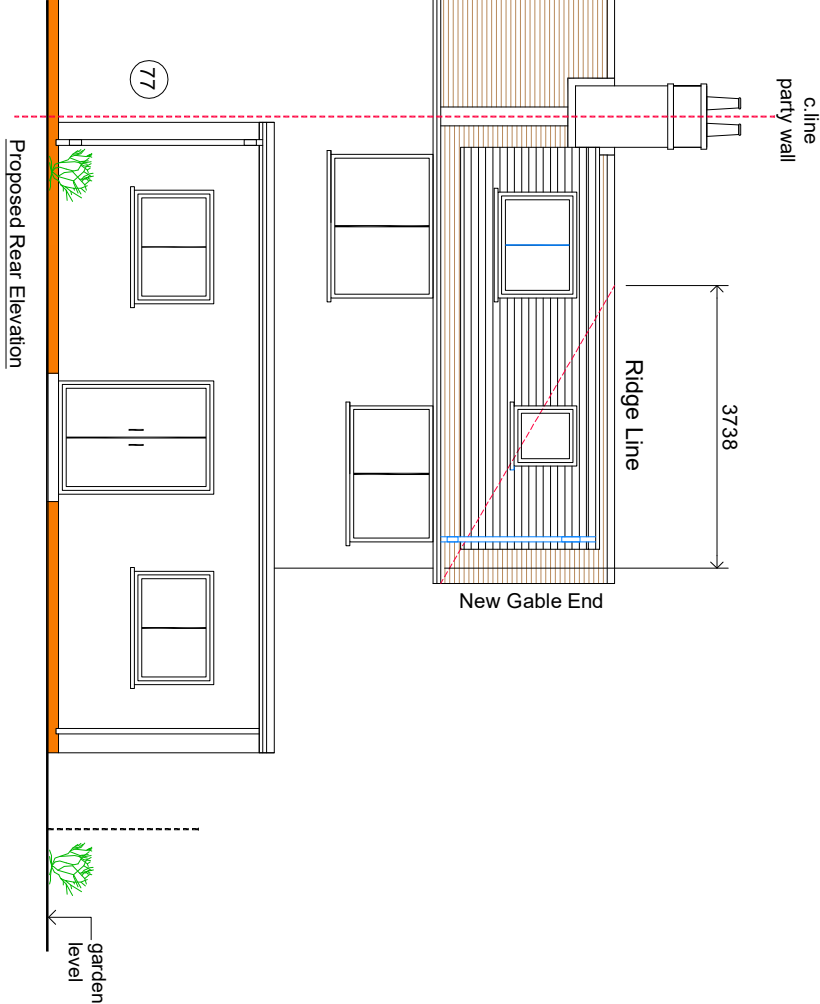 c.line
party wall
77
3738
Ridge Line
New Gable End
garden
level
Proposed Rear Elevation